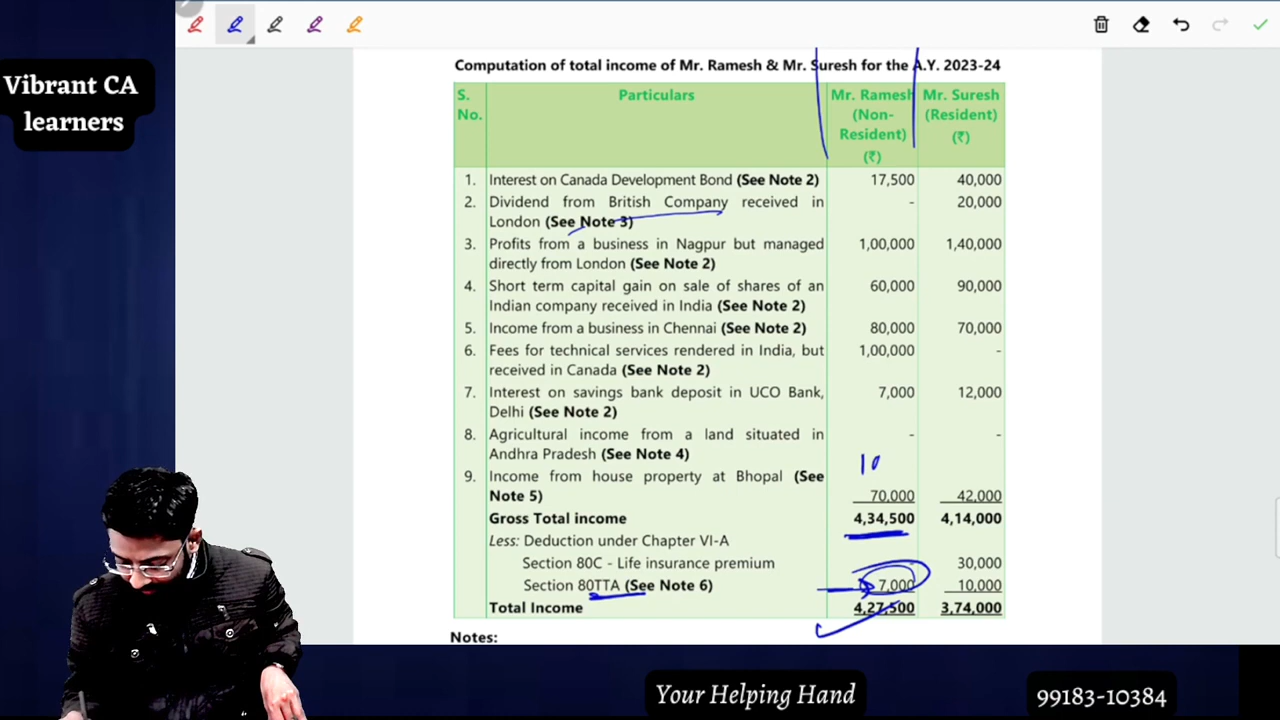 Vibrant CA
learners
Computation of total income of Mr. Ramesh & Mr. Suresh for the A.Y. 2023-24
S. No. Particulars Mr. Ramesh (Non-Resident) (₹) Mr. Suresh (Resident) (₹)
1. Interest on Canada Development Bond (See Note 2) 17,500 40,000
2. Dividend from British Company received in - 20,000
London (See Note 3)
3. Profits from a business in Nagpur but managed 1,00,000 1,40,000
directly from London (See Note 2)
4. Short term capital gain on sale of shares of an 60,000 90,000
Indian company received in India (See Note 2)
5. Income from a business in Chennai (See Note 2) 80,000 70,000
6. Fees for technical services rendered in India, but 1,00,000 -
received in Canada (See Note 2)
7. Interest on savings bank deposit in UCO Bank, 7,000 12,000
Delhi (See Note 2)
8. Agricultural income from a land situated in - -
Andhra Pradesh (See Note 4)
10
9. Income from house property at Bhopal (See
Note 5) 70,000 42,000
Gross Total income 4,34,500 4,14,000
Less: Deduction under Chapter VI-A
Section 80C - Life insurance premium 30,000
Section 80TTA (See Note 6) 7,000 10,000
Total Income 4,27,500 3,74,000
Notes:
Your Helping Hand
99183-10384